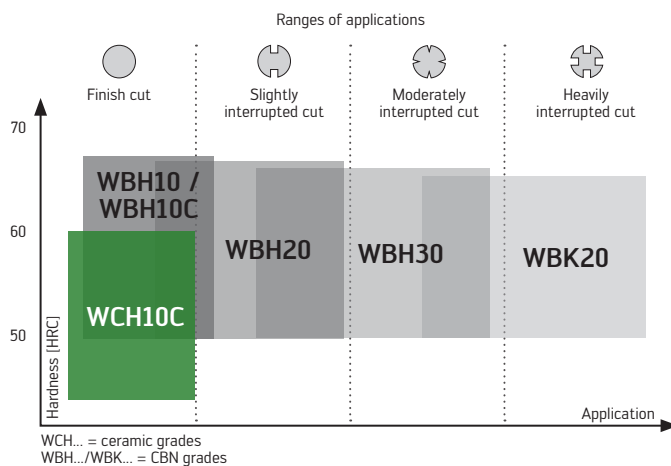 Ranges of applications
Finish cut
Slightly
interrupted cut
Moderately
interrupted cut
Heavily
interrupted cut
70
60
50
Hardness [HRC]
WBH10 /
WBH10C
WCH10C
WBH20
WBH30
WBK20
Application
WCH... = ceramic grades
WBH.../WBK... = CBN grades